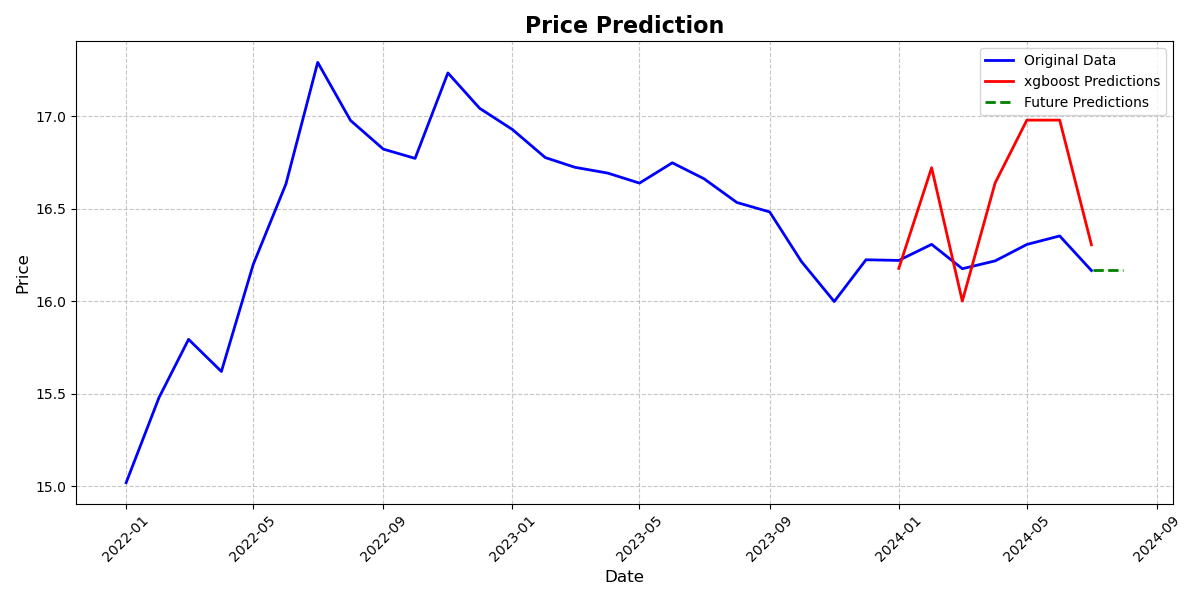 Price Prediction
Original Data
xgboost Predictions
Future Predictions
Price
17.0
16.5
16.0
15.5
15.0
2022-01
2022-05
2022-09
2023-01
2023-05
2023-09
2024-01
2024-05
2024-09
Date